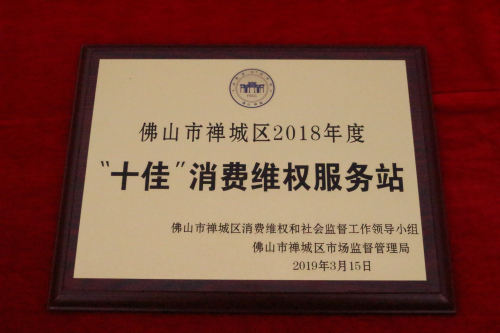 佛山市禅城区2018年度
“十佳”消费维权服务站
佛山市禅城区消费维权和社会监督工作领导小组
佛山市禅城区市场监督管理局
2019年3月15日